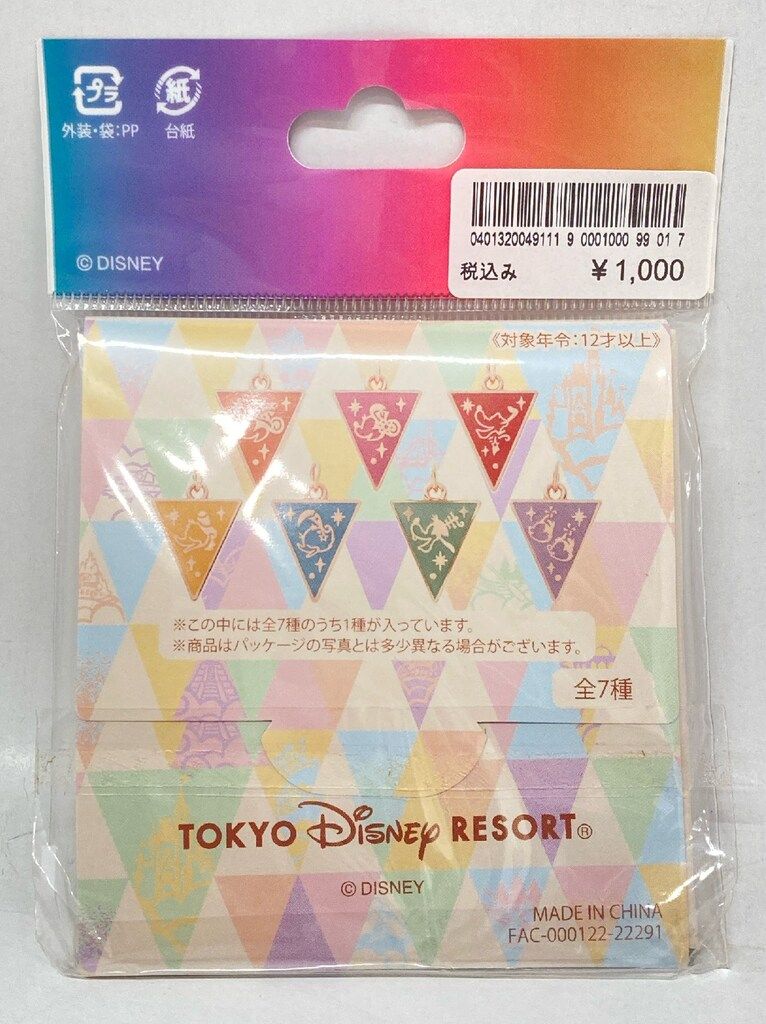 プラ
紙
外装・袋:PP
台紙
© DISNEY
0401320049111 9 0001000 99 01 7
税込み
¥1,000
《対象年令:12才以上》
※この中には全7種のうち1種が入っています。
※商品はパッケージの写真とは多少異なる場合がございます。
全7種
TOKYO Disney RESORT®
© DISNEY
MADE IN CHINA
FAC-000122-22291